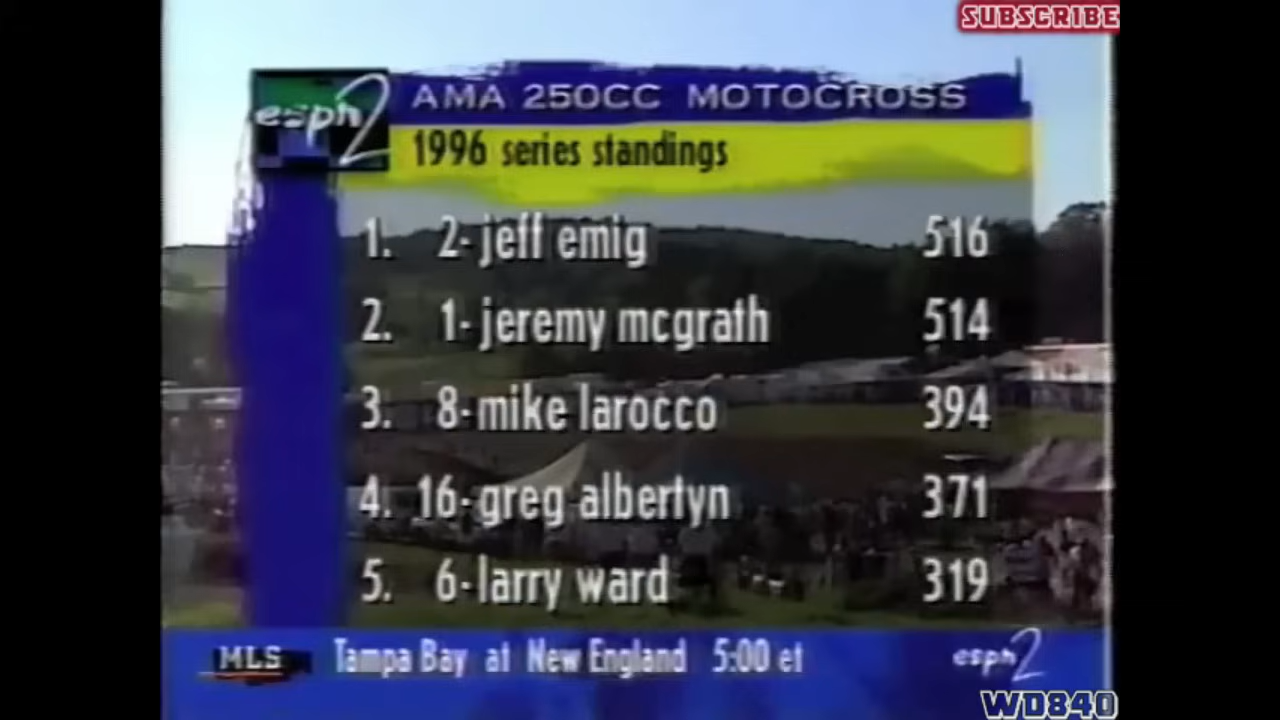 SUBSCRIBE
espn2 AMA 250CC MOTOCROSS
1996 series standings
1. 2-jeff emig 516
2. 1-jeremy mcgrath 514
3. 8-mike larocco 394
4. 16-greg albertyn 371
5. 6-larry ward 319
MLS Tampa Bay at New England 5:00 et espn2
WD840